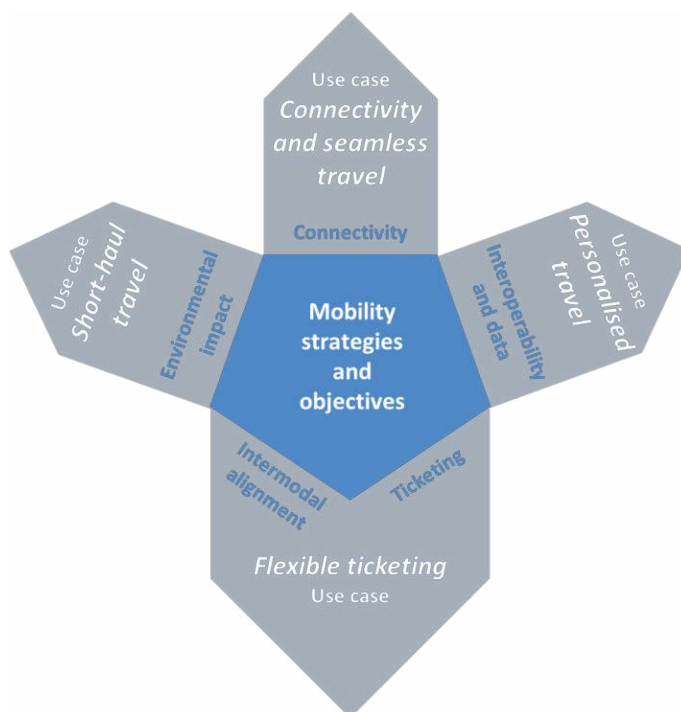 Use case
Connectivity
and seamless
travel
Connectivity
Use case
Short-haul
travel
Environmental
impact
Mobility
strategies
and
objectives
Interoperability
and data
Personalised
travel
Use case
Intermodal
alignment
Ticketing
Flexible ticketing
Use case